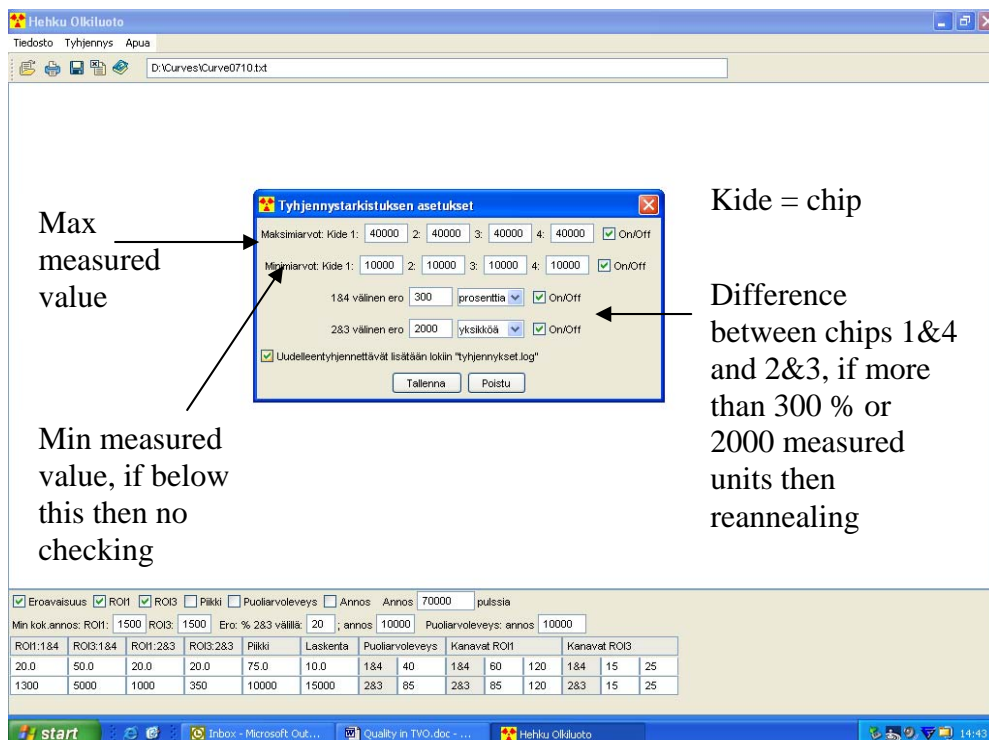 Hehku Olkiluoto
Tiedosto Tyhjennys Apua
D:\Curves\Curve0710.txt
Max
measured
value
Min measured
value, if below
this then no
checking
Tyhjennystarkistuksen asetukset
Maksimiarvot: Kide 1: 40000 2: 40000 3: 40000 4: 40000 On/Off
Minimiarvot: Kide 1: 10000 2: 10000 3: 10000 4: 10000 On/Off
1&4 välinen ero 300 prosenttia On/Off
2&3 välinen ero 2000 yksikköä On/Off
Uudelleentyhjennettävät lisätään lokiin "tyhjennykset.log"
Tallenna Poistu
Kide = chip
Difference
between chips 1&4
and 2&3, if more
than 300 % or
2000 measured
units then
reannealing
Eroavaisuus ROI1 ROI3 Piikki Puoliarvoleveys Annos Annos 70000 pulssia
Min kok.annos: ROI1: 1500 ROI3: 1500 Ero: % 2&3 välillä: 20 ; annos 10000 Puoliarvoleveys: annos 10000
ROI1:1&4 ROI3:1&4 ROI1:2&3 ROI3:2&3 Piikki Laskenta Puoliarvoleveys Kanavat ROI1 Kanavat ROI3
20.0 50.0 20.0 20.0 75.0 10.0 1&4 40 1&4 60 120 1&4 15 25
1300 5000 1000 350 10000 15000 2&3 85 2&3 85 120 2&3 15 25
start Inbox - Microsoft Out... Quality in TVO.doc - ... Hehku Olkiluoto 14:43